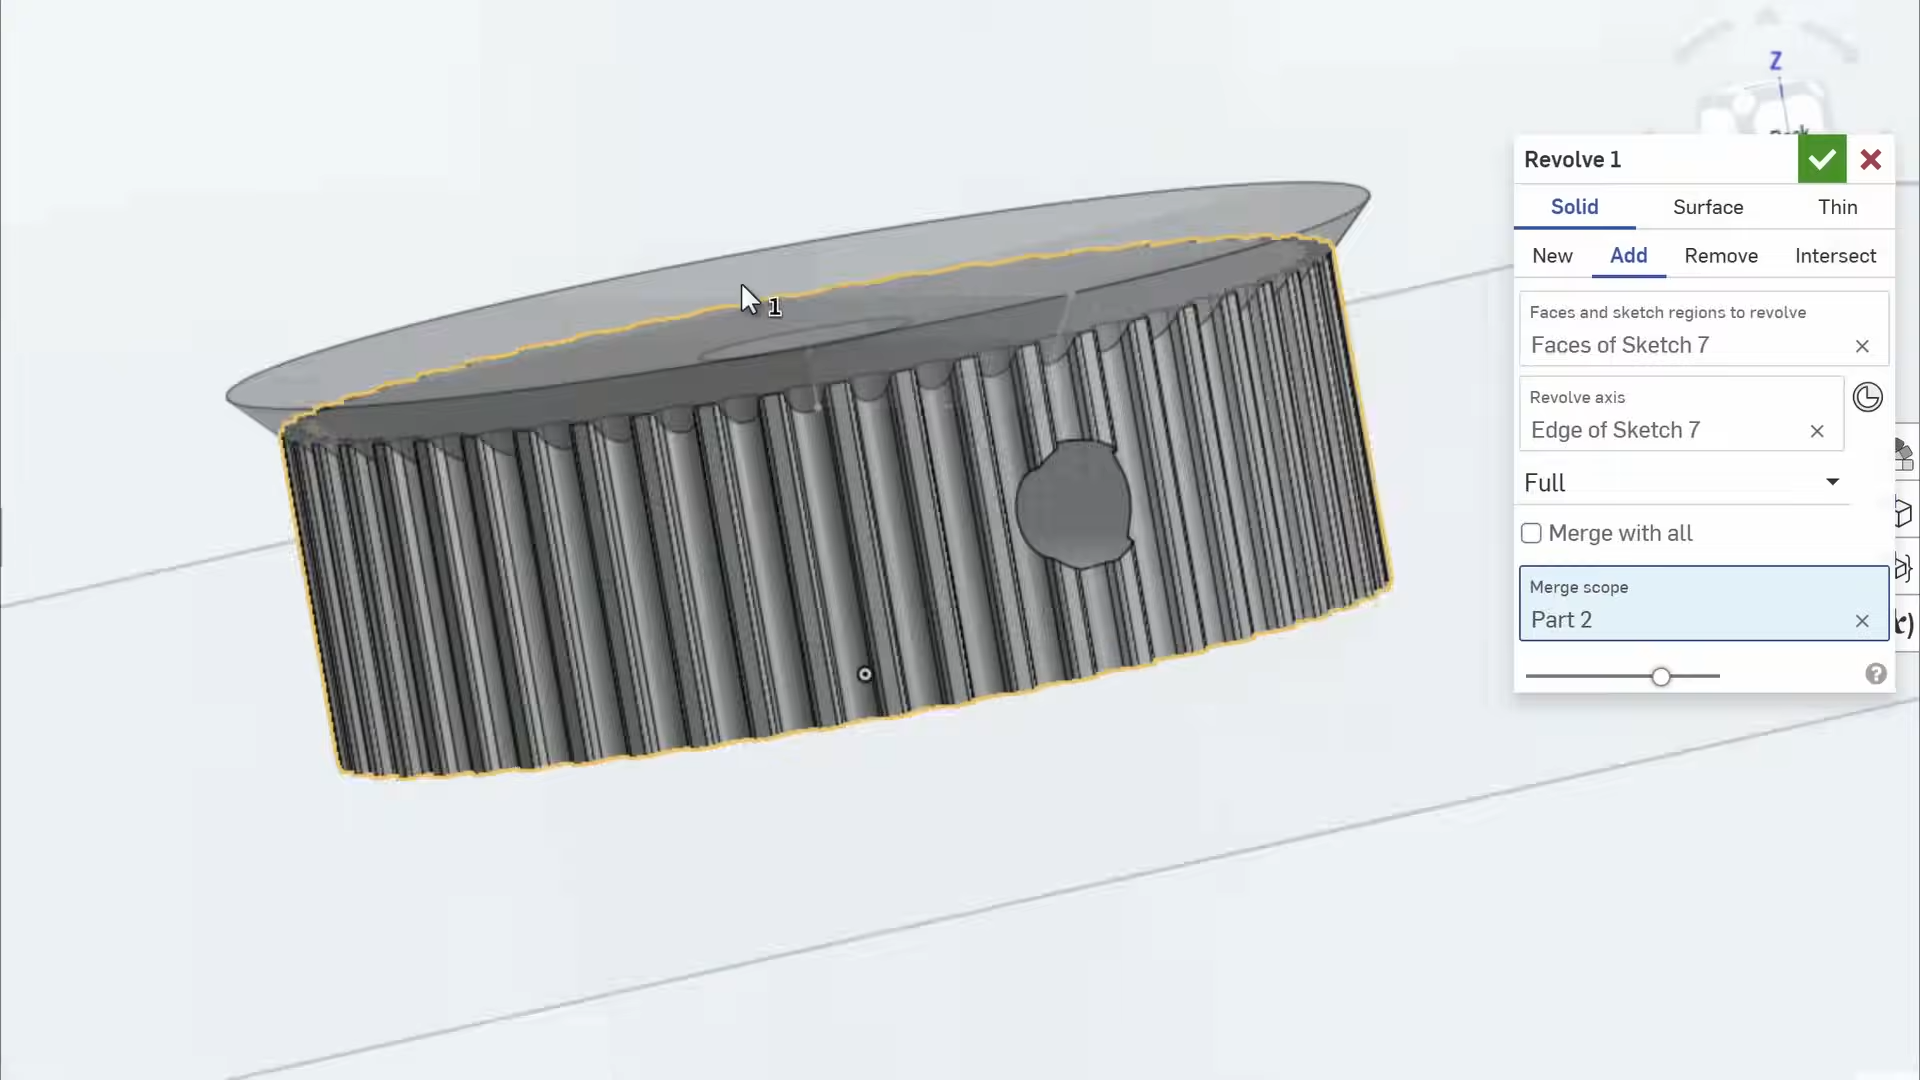 Z
Revolve 1
Solid Surface Thin
New Add Remove Intersect
Faces and sketch regions to revolve
Faces of Sketch 7
Revolve axis
Edge of Sketch 7
Full
Merge with all
Merge scope
Part 2
1